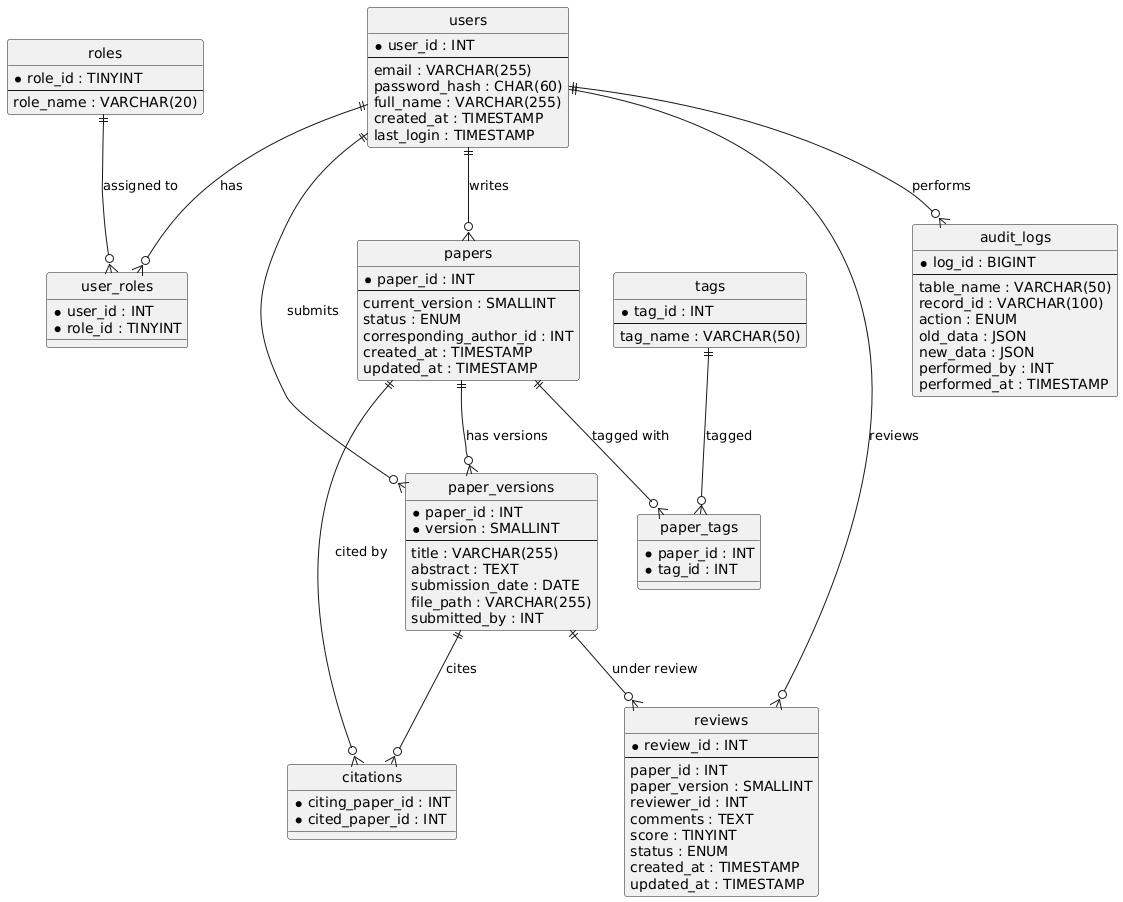 users
* user_id : INT
email : VARCHAR(255)
password_hash : CHAR(60)
full_name : VARCHAR(255)
created_at : TIMESTAMP
last_login : TIMESTAMP
roles
* role_id : TINYINT
role_name : VARCHAR(20)
assigned to
has
writes
performs
user_roles
* user_id : INT
* role_id : TINYINT
submits
papers
* paper_id : INT
current_version : SMALLINT
status : ENUM
corresponding_author_id : INT
created_at : TIMESTAMP
updated_at : TIMESTAMP
tags
* tag_id : INT
tag_name : VARCHAR(50)
audit_logs
* log_id : BIGINT
table_name : VARCHAR(50)
record_id : VARCHAR(100)
action : ENUM
old_data : JSON
new_data : JSON
performed_by : INT
performed_at : TIMESTAMP
has versions
tagged with
tagged
reviews
cited by
paper_versions
* paper_id : INT
* version : SMALLINT
title : VARCHAR(255)
abstract : TEXT
submission_date : DATE
file_path : VARCHAR(255)
submitted_by : INT
paper_tags
* paper_id : INT
* tag_id : INT
cites
under review
citations
* citing_paper_id : INT
* cited_paper_id : INT
reviews
* review_id : INT
paper_id : INT
paper_version : SMALLINT
reviewer_id : INT
comments : TEXT
score : TINYINT
status : ENUM
created_at : TIMESTAMP
updated_at : TIMESTAMP